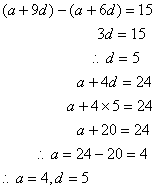 (a+9d)−(a+6d)=15
3d=15
∴d=5
a+4d=24
a+4×5=24
a+20=24
∴a=24−20=4
∴a=4,d=5